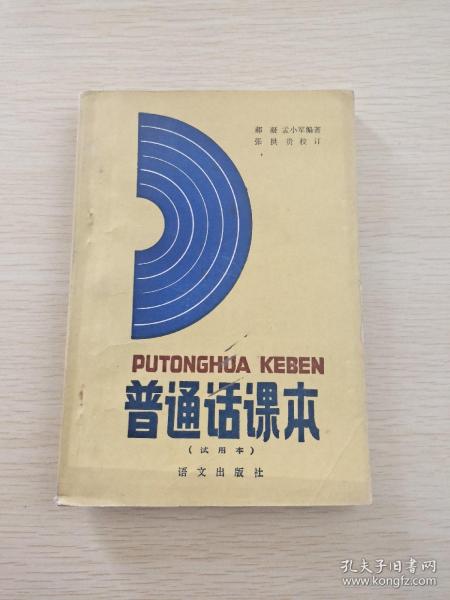 郝凝 孟小军编著
张拱贵校订
PUTONGHUA KEBEN
普通话课本
(试用本)
语文出版社
孔夫子旧书网
www.kongfz.com